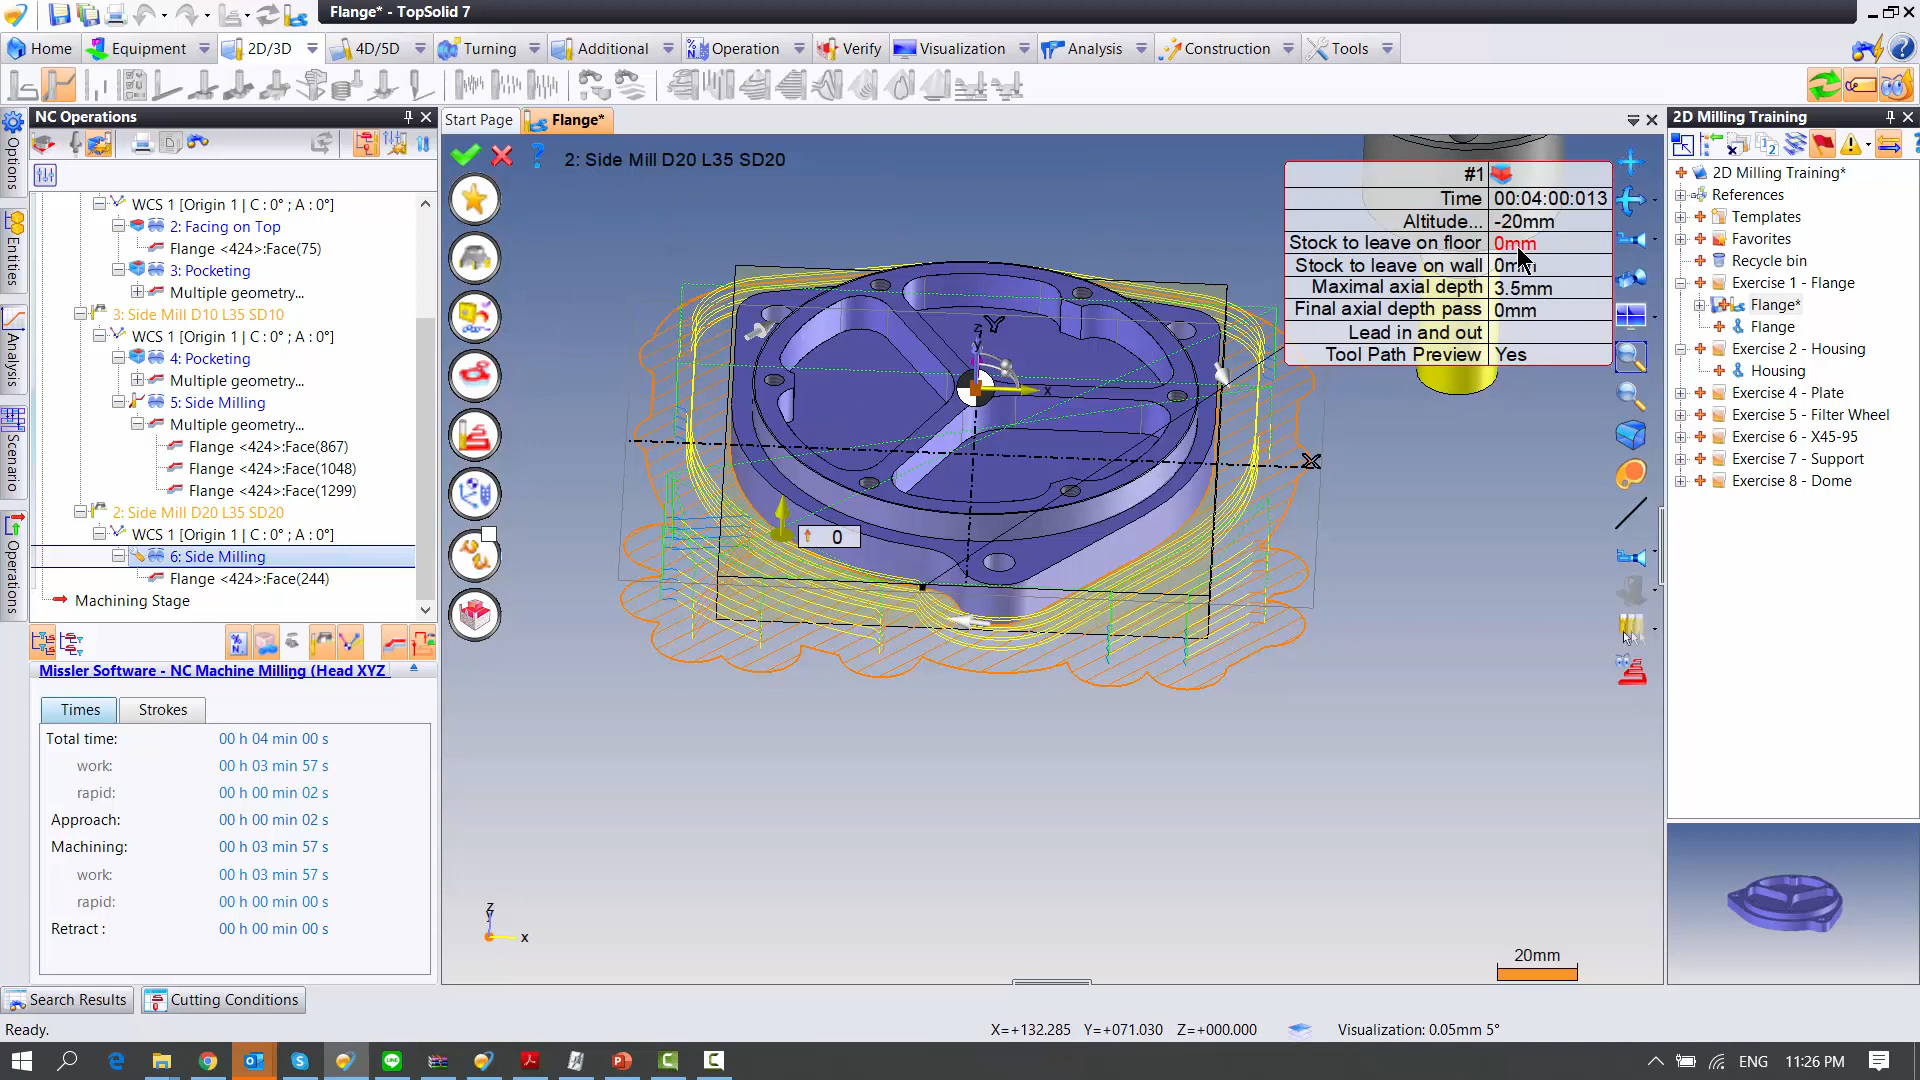 Flange* - TopSolid 7
Home
Equipment
2D/3D
4D/5D
Turning
Additional
Operation
Verify
Visualization
Analysis
Construction
Tools
NC Operations
Start Page
Flange*
2D Milling Training
Options
Entities
Analysis
Scenario
Operations
WCS 1 [Origin 1 | C : 0° ; A : 0°]
2: Facing on Top
Flange <424>:Face(75)
3: Pocketing
Multiple geometry...
3: Side Mill D10 L35 SD10
WCS 1 [Origin 1 | C : 0° ; A : 0°]
4: Pocketing
Multiple geometry...
5: Side Milling
Multiple geometry...
Flange <424>:Face(867)
Flange <424>:Face(1048)
Flange <424>:Face(1299)
2: Side Mill D20 L35 SD20
WCS 1 [Origin 1 | C : 0° ; A : 0°]
6: Side Milling
Flange <424>:Face(244)
Machining Stage
Missler Software - NC Machine Milling (Head XYZ
Times
Strokes
Total time: 00 h 04 min 00 s
work: 00 h 03 min 57 s
rapid: 00 h 00 min 02 s
Approach: 00 h 00 min 02 s
Machining: 00 h 03 min 57 s
work: 00 h 03 min 57 s
rapid: 00 h 00 min 00 s
Retract : 00 h 00 min 00 s
2: Side Mill D20 L35 SD20
#1
Time 00:04:00:013
Altitude... -20mm
Stock to leave on floor 0mm
Stock to leave on wall 0mm
Maximal axial depth 3.5mm
Final axial depth pass 0mm
Lead in and out
Tool Path Preview Yes
Z
Y
x
X
0
z
y
x
20mm
2D Milling Training*
References
Templates
Favorites
Recycle bin
Exercise 1 - Flange
Flange*
Flange
Exercise 2 - Housing
Housing
Exercise 4 - Plate
Exercise 5 - Filter Wheel
Exercise 6 - X45-95
Exercise 7 - Support
Exercise 8 - Dome
Search Results
Cutting Conditions
Ready.
X=+132.285 Y=+071.030 Z=+000.000
Visualization: 0.05mm 5°
ENG
11:26 PM